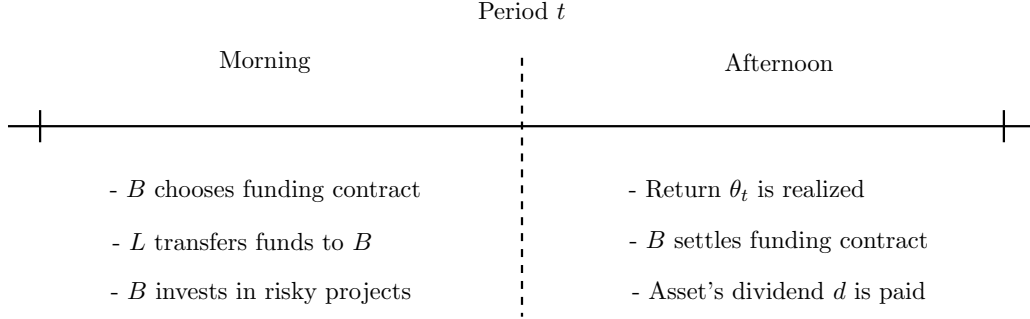 Period t
Morning
Afternoon
- B chooses funding contract
- L transfers funds to B
- B invests in risky projects
- Return θₜ is realized
- B settles funding contract
- Asset's dividend d is paid